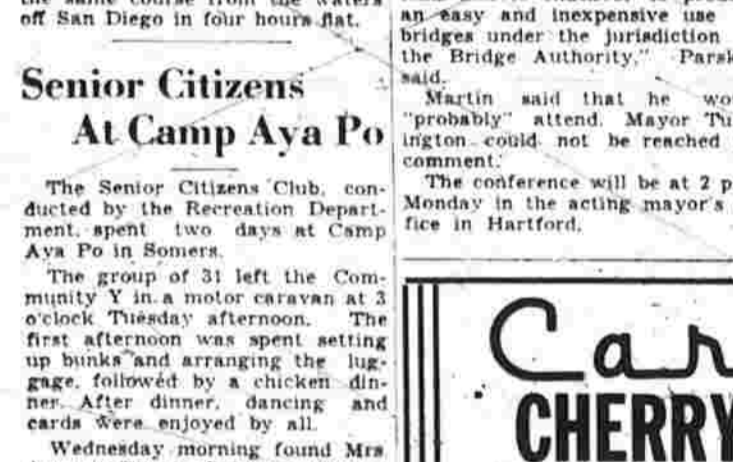 off San Diego in four hours flat.
Senior Citizens
At Camp Aya Po
The Senior Citizens Club, con-
ducted by the Recreation Depart-
ment, spent two days at Camp
Aya Po in Somers.
The group of 31 left the Com-
munity Y in a motor caravan at 3
o'clock Tuesday afternoon. The
first afternoon was spent setting
up bunks and arranging the lug-
gage, followed by a chicken din-
ner. After dinner, dancing and
cards were enjoyed by all.
Wednesday morning found Mrs
an easy and inexpensive use
bridges under the jurisdiction
the Bridge Authority," Parsk
said.
Martin said that he wo
"probably" attend. Mayor Tu
ington could not be reached
comment.
The conference will be at 2 p
Monday in the acting mayor's
fice in Hartford.
Car
CHERRY